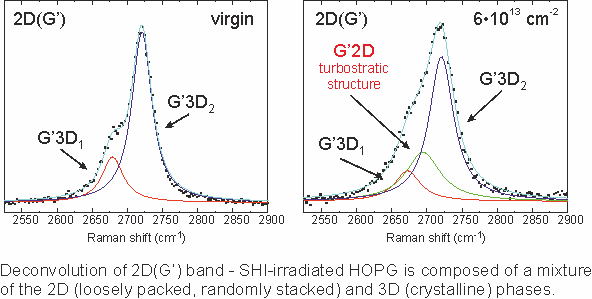 2D(G') virgin
G'3D1
G'3D2
2550 2600 2650 2700 2750 2800 2850 2900
Raman shift (cm-1)
2D(G') 6•10^13 cm-2
G'2D
turbostratic
structure
G'3D1
G'3D2
2550 2600 2650 2700 2750 2800 2850 2900
Raman shift (cm-1)
Deconvolution of 2D(G') band - SHI-irradiated HOPG is composed of a mixture
of the 2D (loosely packed, randomly stacked) and 3D (crystalline) phases.